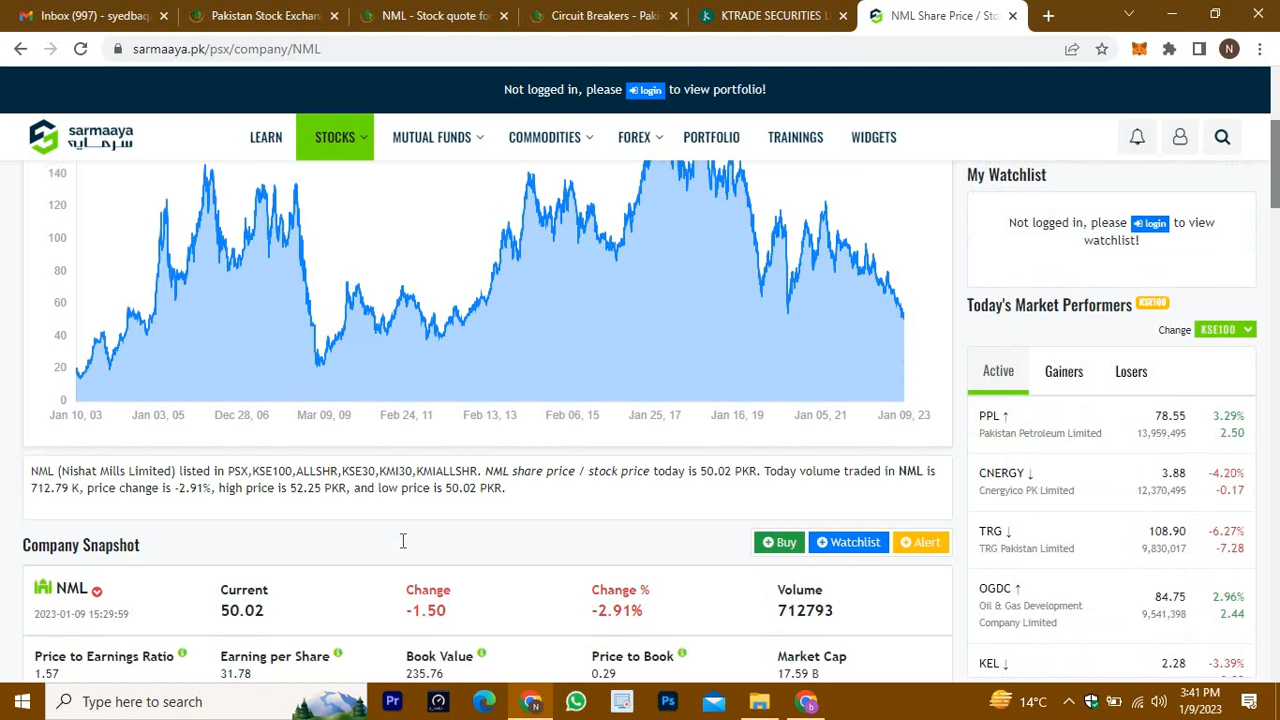 Inbox (997) - syedbaq
Pakistan Stock Exchan
NML - Stock quote fo
Circuit Breakers - Pak
KTRADE SECURITIES L
NML Share Price / Sto
sarmaaya.pk/psx/company/NML
N
Not logged in, please login to view portfolio!
sarmaaya
سرمایہ
LEARN
STOCKS
MUTUAL FUNDS
COMMODITIES
FOREX
PORTFOLIO
TRAININGS
WIDGETS
140
120
100
80
60
40
20
0
Jan 10, 03
Jan 03, 05
Dec 28, 06
Mar 09, 09
Feb 24, 11
Feb 13, 13
Feb 06, 15
Jan 25, 17
Jan 16, 19
Jan 05, 21
Jan 09, 23
NML (Nishat Mills Limited) listed in PSX,KSE100,ALLSHR,KSE30,KMI30,KMIALLSHR. NML share price / stock price today is 50.02 PKR. Today volume traded in NML is
712.79 K, price change is -2.91%, high price is 52.25 PKR, and low price is 50.02 PKR.
Company Snapshot
Buy
Watchlist
Alert
NML
2023-01-09 15:29:59
Current
50.02
Change
-1.50
Change %
-2.91%
Volume
712793
Price to Earnings Ratio
1.57
Earning per Share
31.78
Book Value
235.76
Price to Book
0.29
Market Cap
17.59 B
My Watchlist
Not logged in, please login to view
watchlist!
Today's Market Performers KSE100
Change KSE100
Active
Gainers
Losers
PPL ↑ 78.55 3.29%
Pakistan Petroleum Limited 13,959,495 2.50
CNERGY ↓ 3.88 -4.20%
Cnergyico PK Limited 12,370,495 -0.17
TRG ↓ 108.90 -6.27%
TRG Pakistan Limited 9,830,017 -7.28
OGDC ↑ 84.75 2.96%
Oil & Gas Development 9,541,398 2.44
Company Limited
KEL ↓ 2.28 -3.39%
Type here to search
Pr
Ps
14°C
3:41 PM
1/9/2023